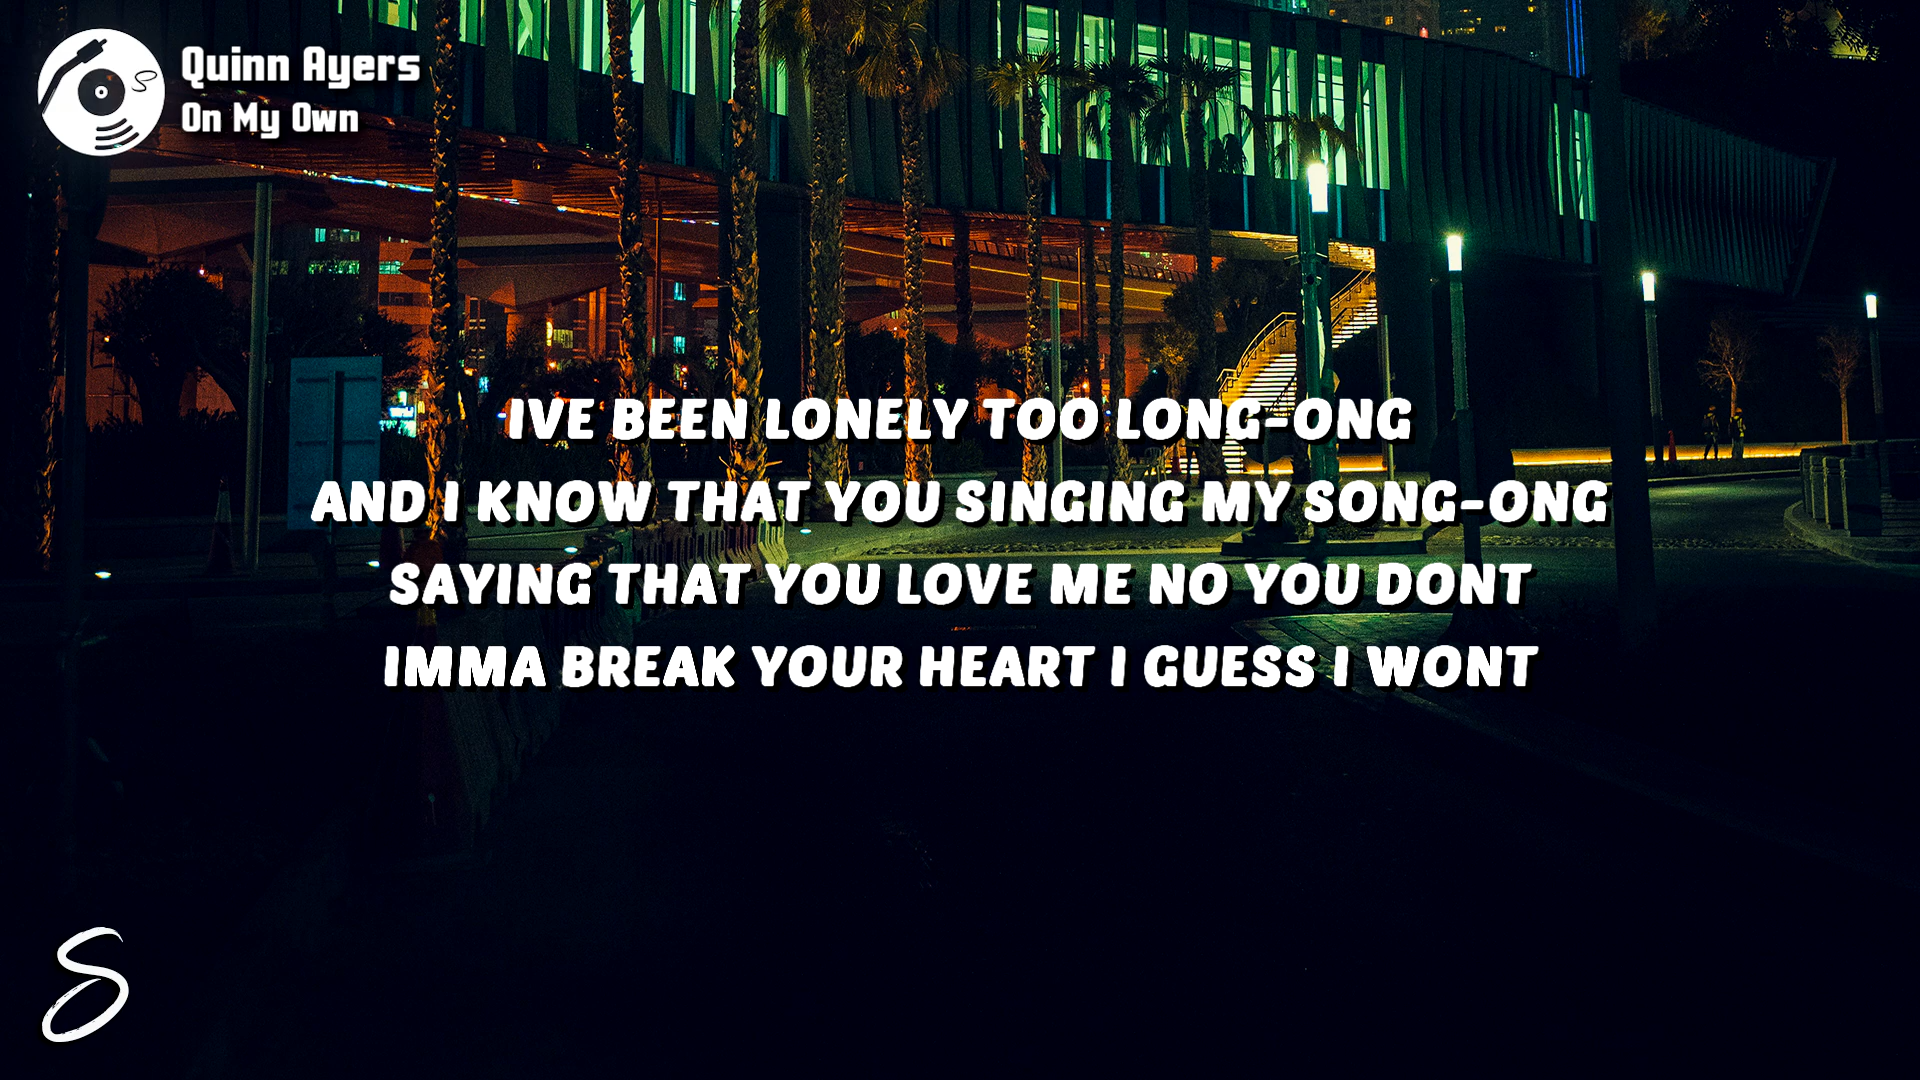 Quinn Ayers
On My Own
IVE BEEN LONELY TOO LONG-ONG
AND I KNOW THAT YOU SINGING MY SONG-ONG
SAYING THAT YOU LOVE ME NO YOU DONT
IMMA BREAK YOUR HEART I GUESS I WONT
S